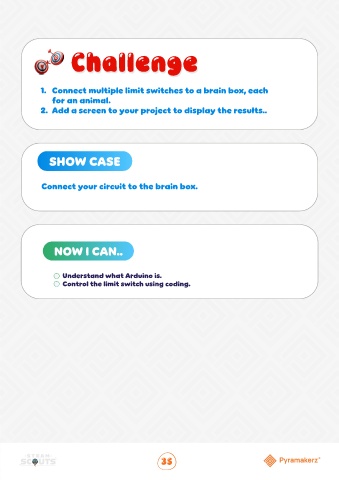 Challenge
1. Connect multiple limit switches to a brain box, each
for an animal.
2. Add a screen to your project to display the results..
SHOW CASE
Connect your circuit to the brain box.
NOW I CAN..
Understand what Arduino is.
Control the limit switch using coding.
SCOUTS
35
Pyramakerz